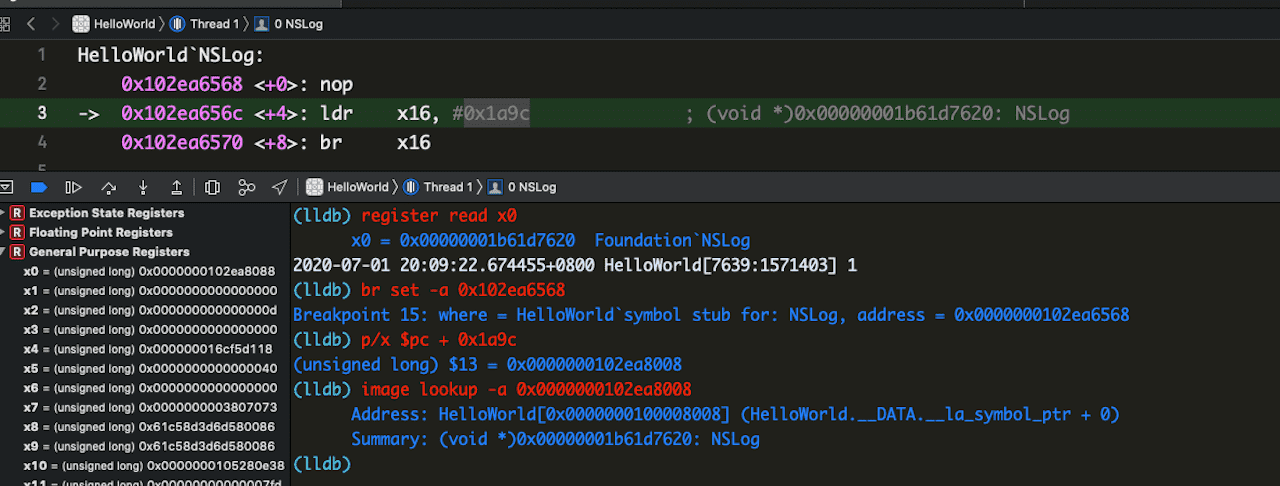 HelloWorld 〉 Thread 1 〉 0 NSLog
1 HelloWorld`NSLog:
2 0x102ea6568 <+0>: nop
3 -> 0x102ea656c <+4>: ldr x16, #0x1a9c ; (void *)0x00000001b61d7620: NSLog
4 0x102ea6570 <+8>: br x16
5
HelloWorld 〉 Thread 1 〉 0 NSLog
R Exception State Registers
R Floating Point Registers
R General Purpose Registers
x0 = (unsigned long) 0x0000000102ea8088
x1 = (unsigned long) 0x0000000000000000
x2 = (unsigned long) 0x000000000000000d
x3 = (unsigned long) 0x0000000000000000
x4 = (unsigned long) 0x000000016cf5d118
x5 = (unsigned long) 0x0000000000000040
x6 = (unsigned long) 0x0000000000000000
x7 = (unsigned long) 0x0000000003807073
x8 = (unsigned long) 0x61c58d3d6d580086
x9 = (unsigned long) 0x61c58d3d6d580086
x10 = (unsigned long) 0x0000000105280e38
x11 = (unsigned long) 0x00000000000007fd
(lldb) register read x0
x0 = 0x00000001b61d7620 Foundation`NSLog
2020-07-01 20:09:22.674455+0800 HelloWorld[7639:1571403] 1
(lldb) br set -a 0x102ea6568
Breakpoint 15: where = HelloWorld`symbol stub for: NSLog, address = 0x0000000102ea6568
(lldb) p/x $pc + 0x1a9c
(unsigned long) $13 = 0x0000000102ea8008
(lldb) image lookup -a 0x0000000102ea8008
Address: HelloWorld[0x0000000100008008] (HelloWorld.__DATA.__la_symbol_ptr + 0)
Summary: (void *)0x00000001b61d7620: NSLog
(lldb)